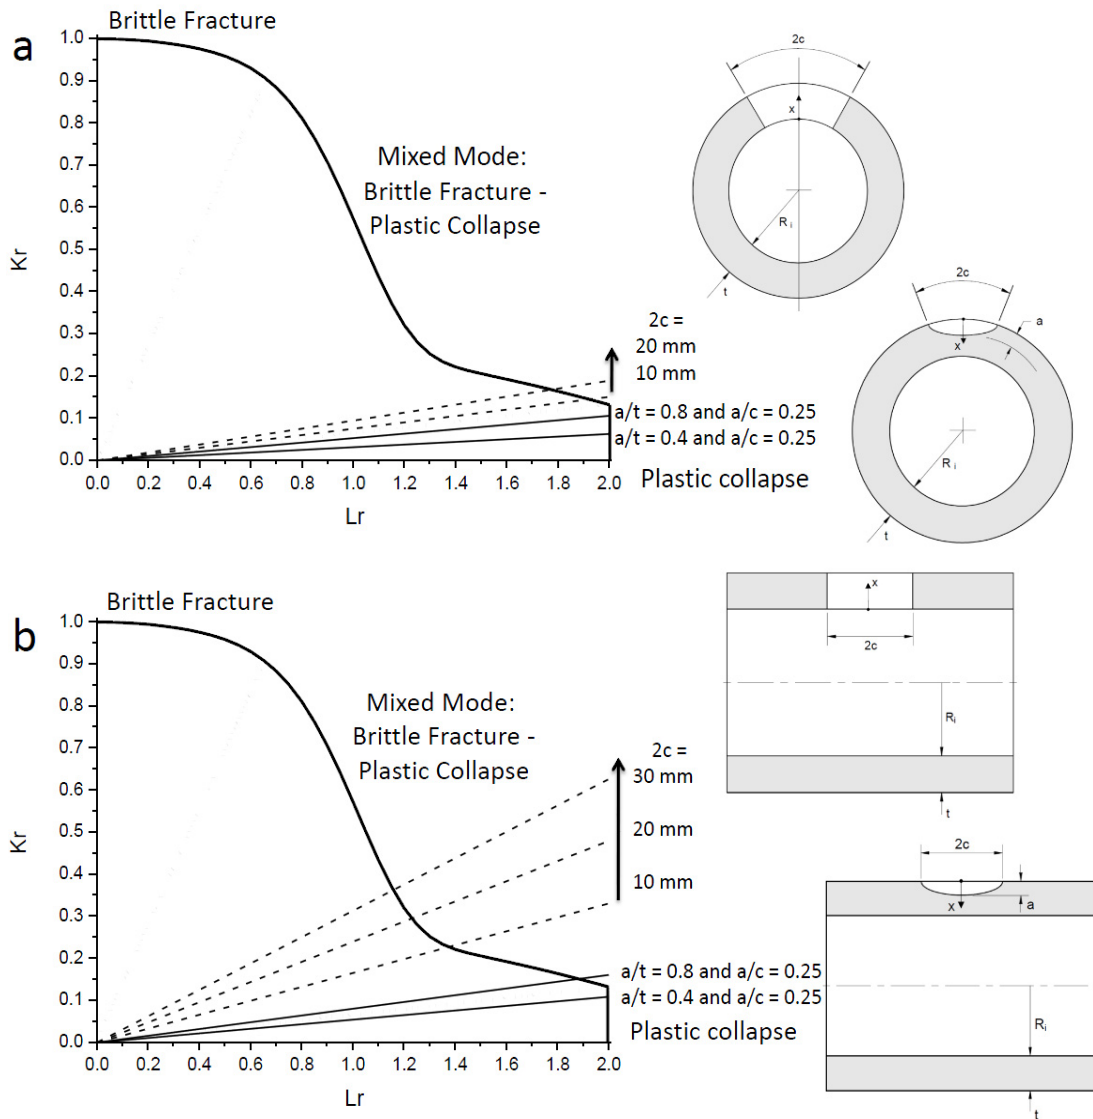 a
Brittle Fracture
1.0
0.9
0.8
0.7
0.6
0.5
0.4
0.3
0.2
0.1
0.0
Kr
Mixed Mode:
Brittle Fracture -
Plastic Collapse
2c =
20 mm
10 mm
a/t = 0.8 and a/c = 0.25
a/t = 0.4 and a/c = 0.25
Plastic collapse
0.0 0.2 0.4 0.6 0.8 1.0 1.2 1.4 1.6 1.8 2.0
Lr
2c
x
R i
t
2c
a
x
R i
t
b
Brittle Fracture
1.0
0.9
0.8
0.7
0.6
0.5
0.4
0.3
0.2
0.1
0.0
Kr
Mixed Mode:
Brittle Fracture -
Plastic Collapse
2c =
30 mm
20 mm
10 mm
a/t = 0.8 and a/c = 0.25
a/t = 0.4 and a/c = 0.25
Plastic collapse
0.0 0.2 0.4 0.6 0.8 1.0 1.2 1.4 1.6 1.8 2.0
Lr
x
2c
Ri
t
2c
x
a
Ri
t